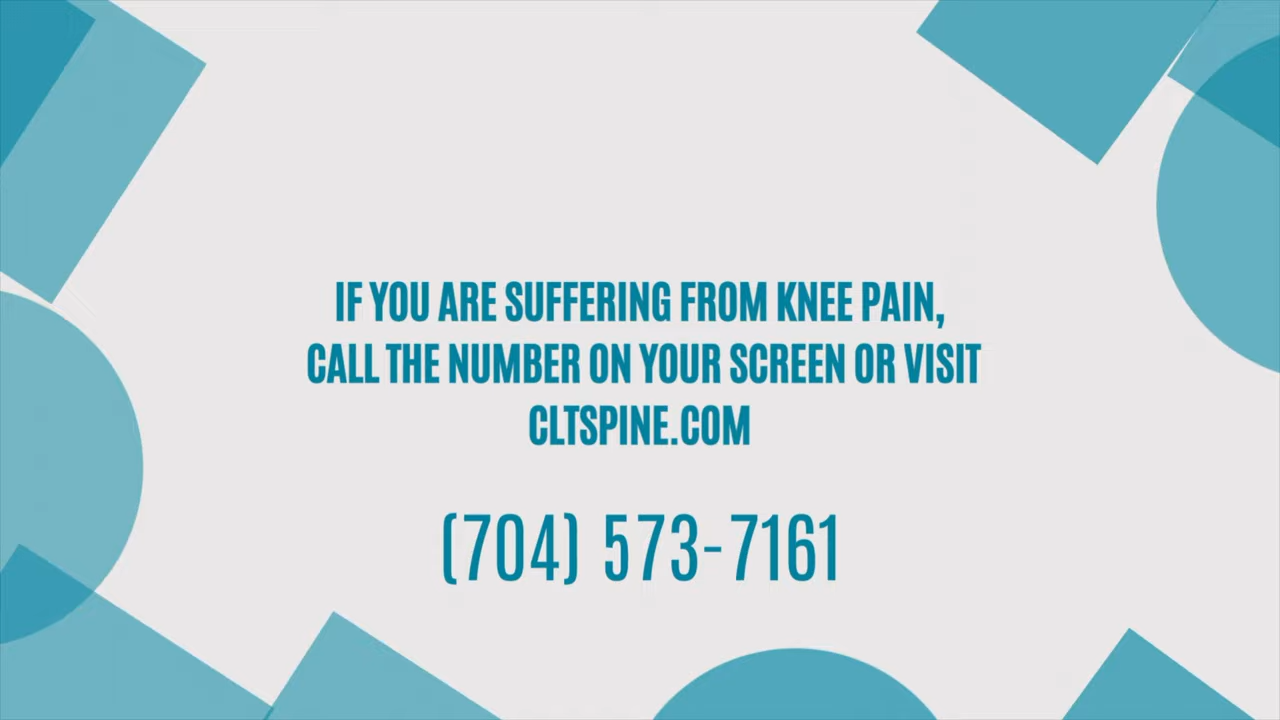 IF YOU ARE SUFFERING FROM KNEE PAIN,
CALL THE NUMBER ON YOUR SCREEN OR VISIT
CLTSPINE.COM
(704) 573-7161